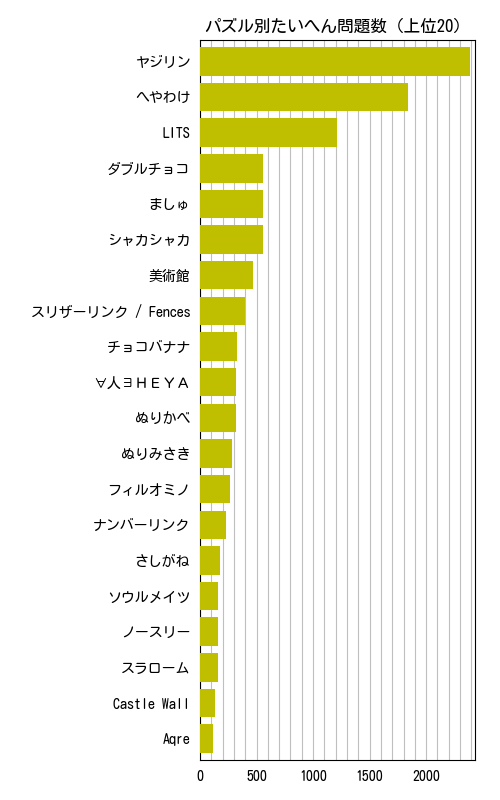 パズル別たいへん問題数 (上位20)
ヤジリン
へやわけ
LITS
ダブルチョコ
ましゅ
シャカシャカ
美術館
スリザーリンク / Fences
チョコバナナ
∀人∃ＨＥＹＡ
ぬりかべ
ぬりみさき
フィルオミノ
ナンバーリンク
さしがね
ソウルメイツ
ノースリー
スラローム
Castle Wall
Aqre
0 500 1000 1500 2000